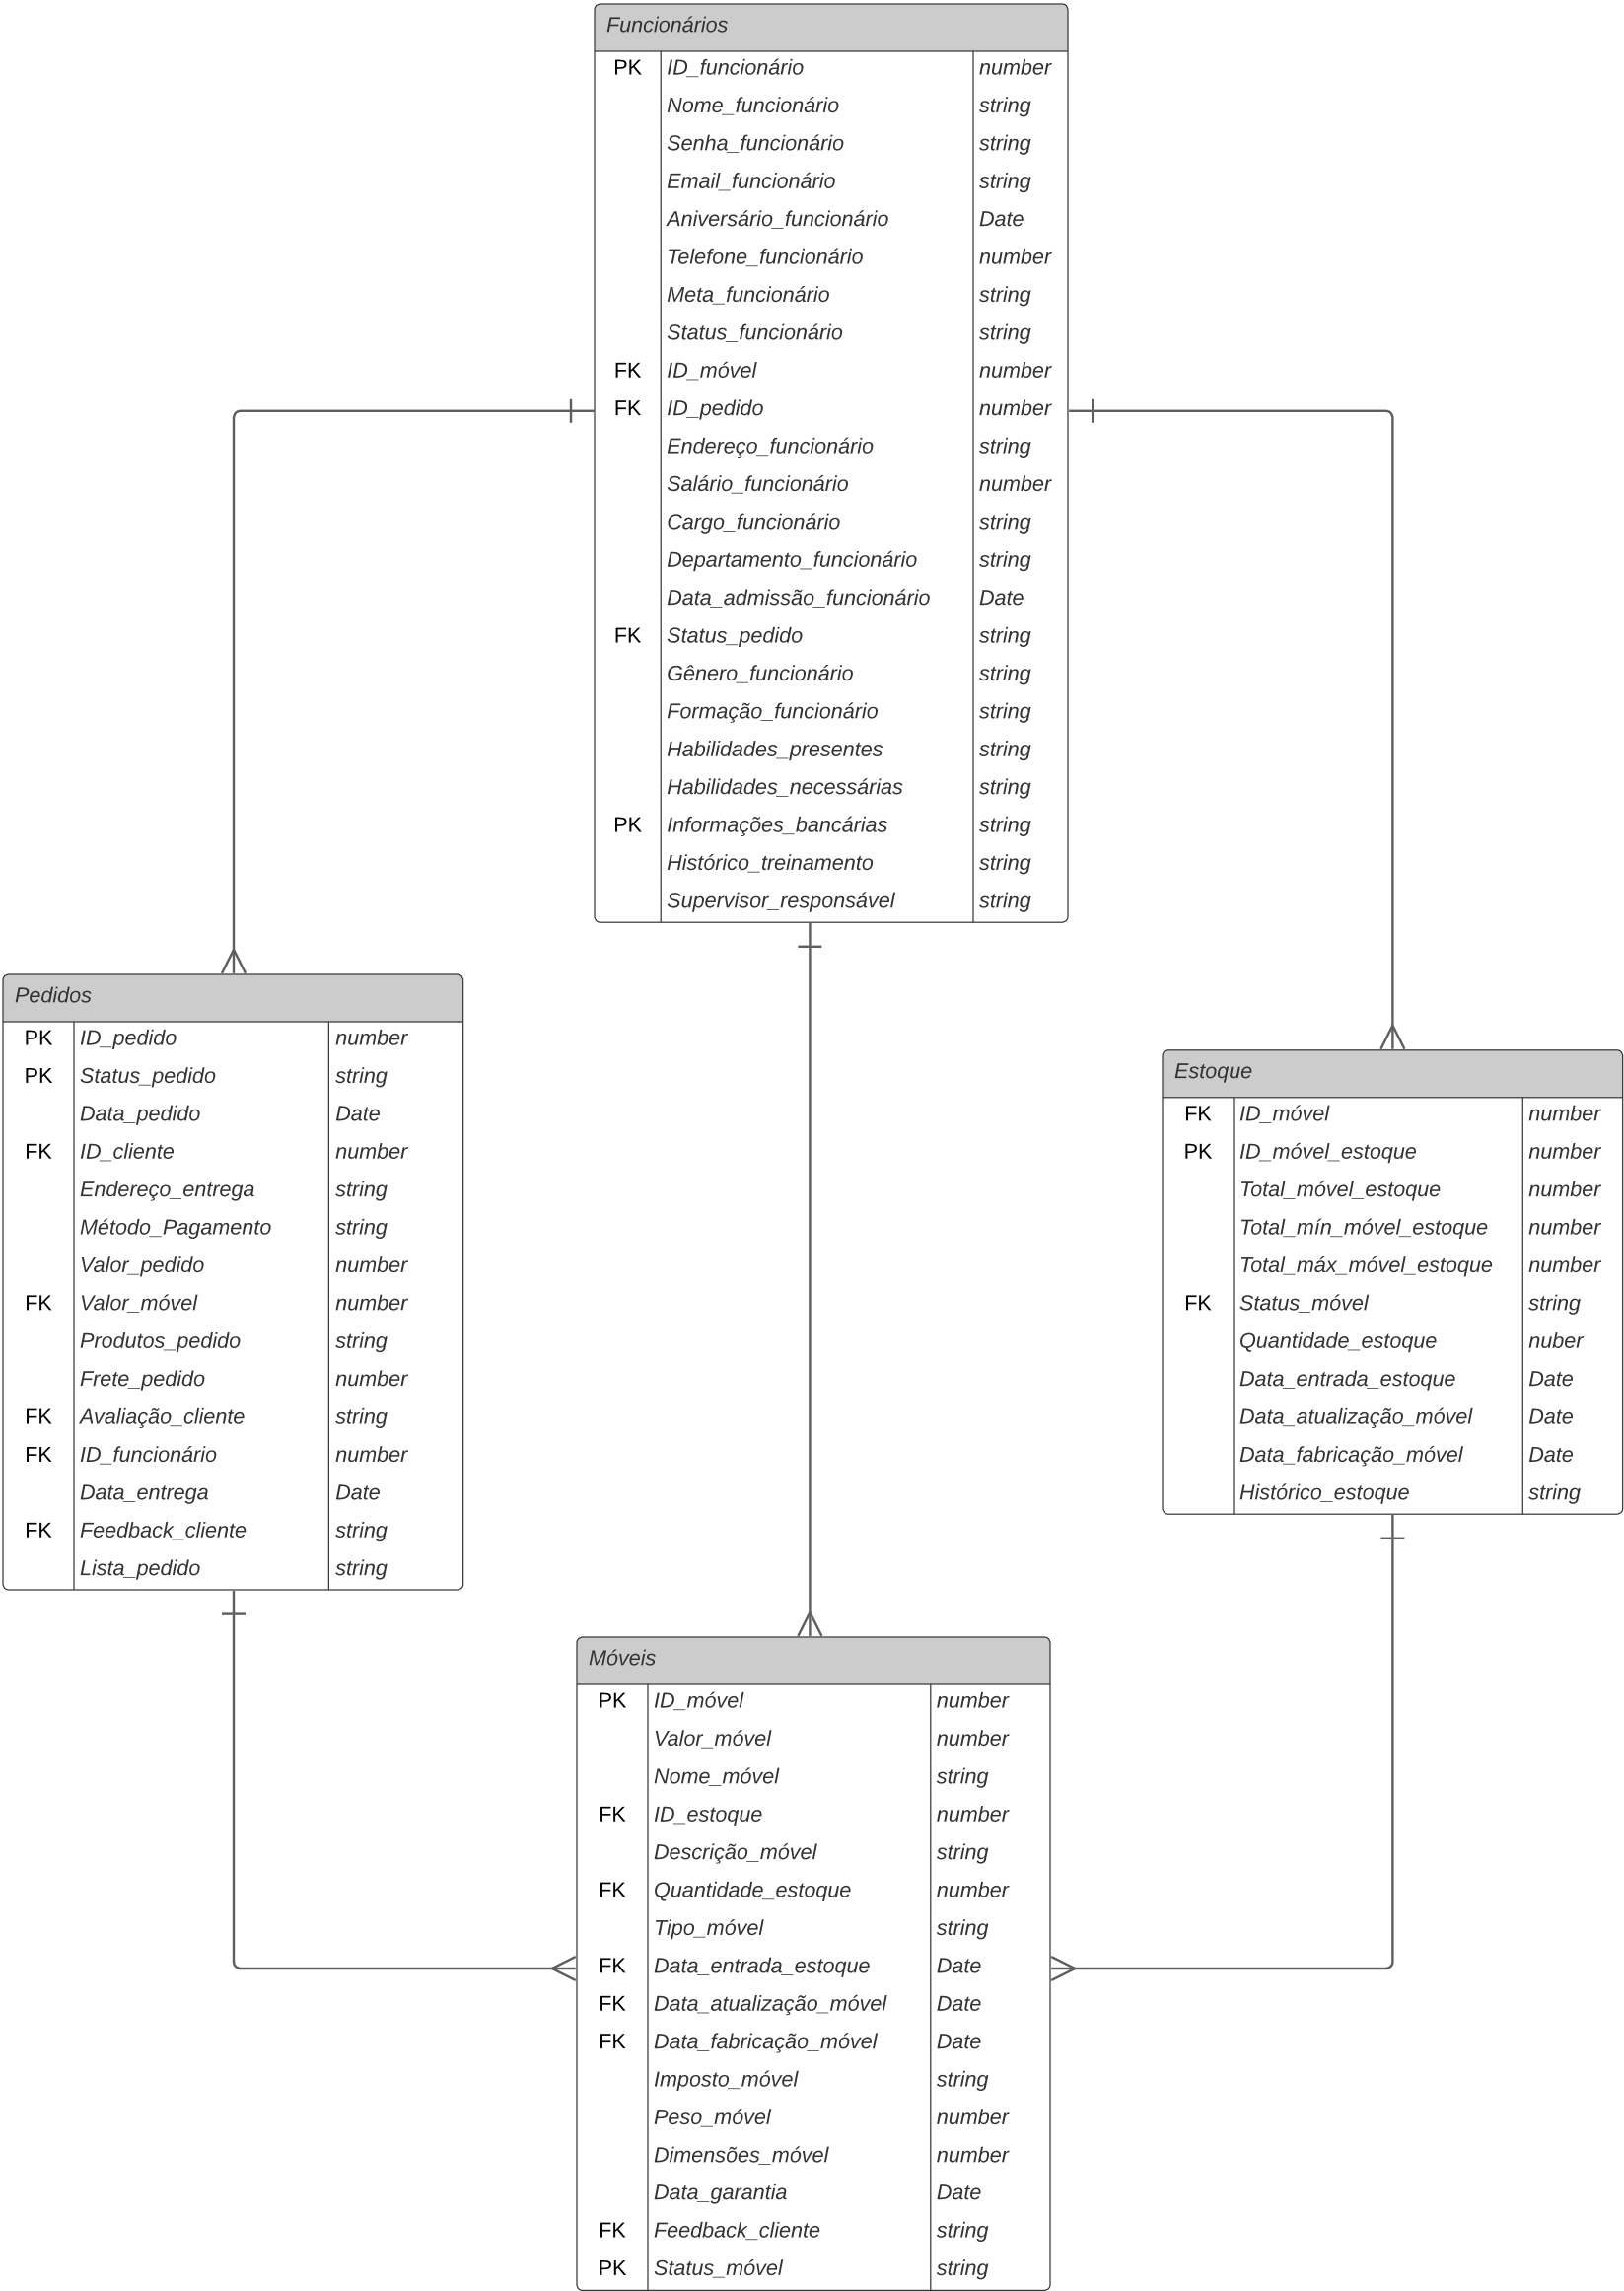 Funcionários
PK ID_funcionário number
Nome_funcionário string
Senha_funcionário string
Email_funcionário string
Aniversário_funcionário Date
Telefone_funcionário number
Meta_funcionário string
Status_funcionário string
FK ID_móvel number
FK ID_pedido number
Endereço_funcionário string
Salário_funcionário number
Cargo_funcionário string
Departamento_funcionário string
Data_admissão_funcionário Date
FK Status_pedido string
Gênero_funcionário string
Formação_funcionário string
Habilidades_presentes string
Habilidades_necessárias string
PK Informações_bancárias string
Histórico_treinamento string
Supervisor_responsável string
Pedidos
PK ID_pedido number
PK Status_pedido string
Data_pedido Date
FK ID_cliente number
Endereço_entrega string
Método_Pagamento string
Valor_pedido number
FK Valor_móvel number
Produtos_pedido string
Frete_pedido number
FK Avaliação_cliente string
FK ID_funcionário number
Data_entrega Date
FK Feedback_cliente string
Lista_pedido string
Estoque
FK ID_móvel number
PK ID_móvel_estoque number
Total_móvel_estoque number
Total_mín_móvel_estoque number
Total_máx_móvel_estoque number
FK Status_móvel string
Quantidade_estoque nuber
Data_entrada_estoque Date
Data_atualização_móvel Date
Data_fabricação_móvel Date
Histórico_estoque string
Móveis
PK ID_móvel number
Valor_móvel number
Nome_móvel string
FK ID_estoque number
Descrição_móvel string
FK Quantidade_estoque number
Tipo_móvel string
FK Data_entrada_estoque Date
FK Data_atualização_móvel Date
FK Data_fabricação_móvel Date
Imposto_móvel string
Peso_móvel number
Dimensões_móvel number
Data_garantia Date
FK Feedback_cliente string
PK Status_móvel string